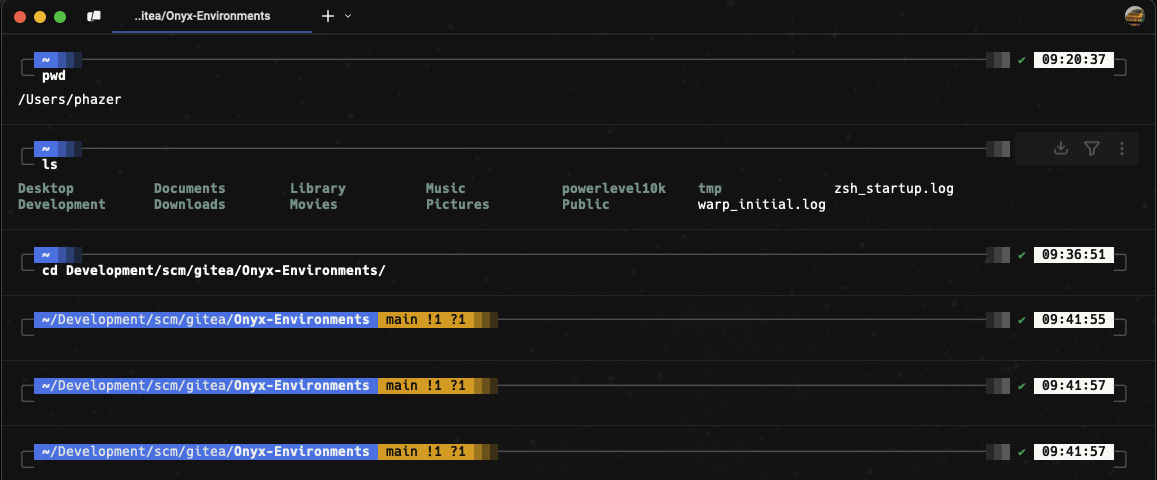 ..itea/Onyx-Environments
~ ✔ 09:20:37
pwd
/Users/phazer
~
ls
Desktop Documents Library Music powerlevel10k tmp zsh_startup.log
Development Downloads Movies Pictures Public warp_initial.log
~ ✔ 09:36:51
cd Development/scm/gitea/Onyx-Environments/
~/Development/scm/gitea/Onyx-Environments main !1 ?1 ✔ 09:41:55
~/Development/scm/gitea/Onyx-Environments main !1 ?1 ✔ 09:41:57
~/Development/scm/gitea/Onyx-Environments main !1 ?1 ✔ 09:41:57